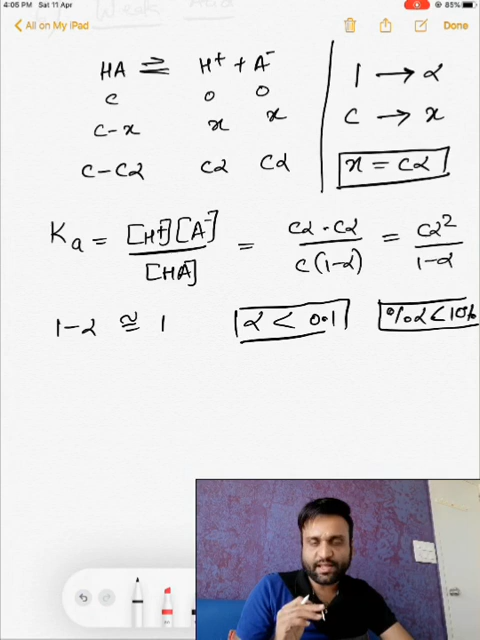 4:05 PM Sat 11 Apr
85%
All on My iPad
Done
HA ⇌ H⁺ + A⁻
c 0 0
c-x x x
c-cα cα cα
1 → α
c → x
x = cα
Ka = [H⁺][A⁻] / [HA] = cα·cα / c(1-α) = cα² / 1-α
1-α ≅ 1
α < 0.1
%α < 10%